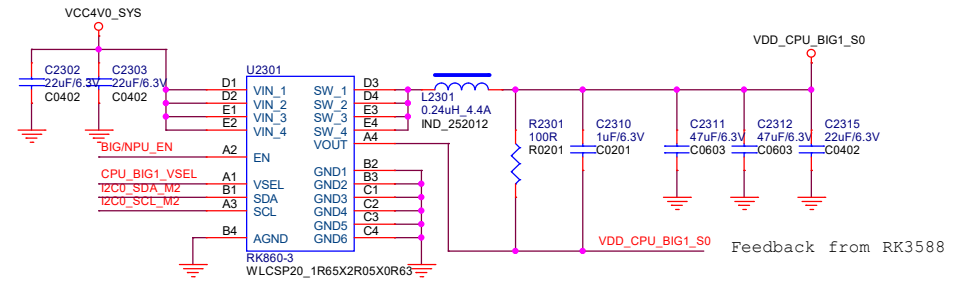 VCC4V0_SYS
VDD_CPU_BIG1_S0
C2302
22uF/6.3V
C0402
C2303
22uF/6.3V
C0402
U2301
D1 VIN_1 SW_1 D3
D2 VIN_2 SW_2 D4
E1 VIN_3 SW_3 E3
E2 VIN_4 SW_4 E4
VOUT A4
BIG/NPU_EN A2 EN
GND1 B2
CPU_BIG1_VSEL A1 VSEL GND2 B3
I2C0_SDA_M2 B1 SDA GND3 C1
I2C0_SCL_M2 A3 SCL GND4 C2
GND5 C3
B4 AGND GND6 C4
RK860-3
WLCSP20_1R65X2R05X0R63
L2301
0.24uH_4.4A
IND_252012
R2301
100R
R0201
C2310
1uF/6.3V
C0201
C2311
47uF/6.3V
C0603
C2312
47uF/6.3V
C0603
C2315
22uF/6.3V
C0402
VDD_CPU_BIG1_S0 Feedback from RK3588